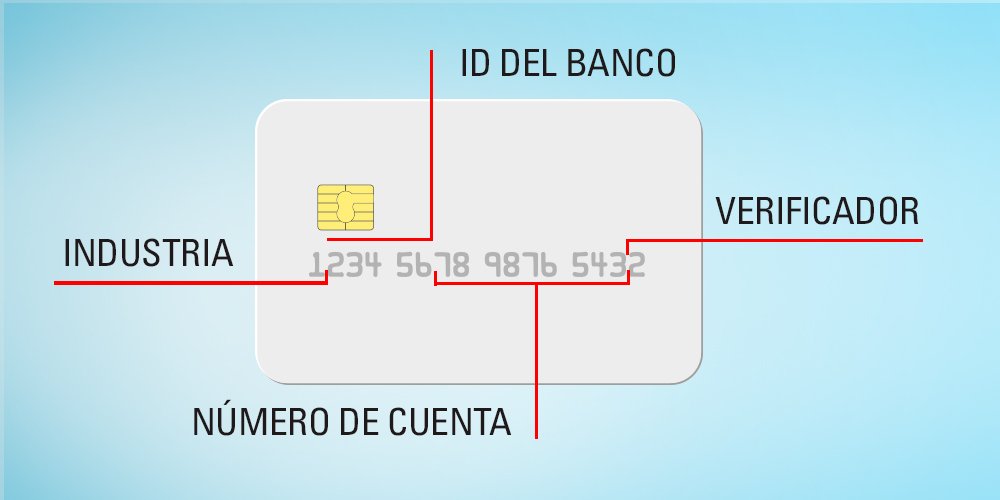 ID DEL BANCO
VERIFICADOR
INDUSTRIA
1234 5678 9876 5432
NÚMERO DE CUENTA